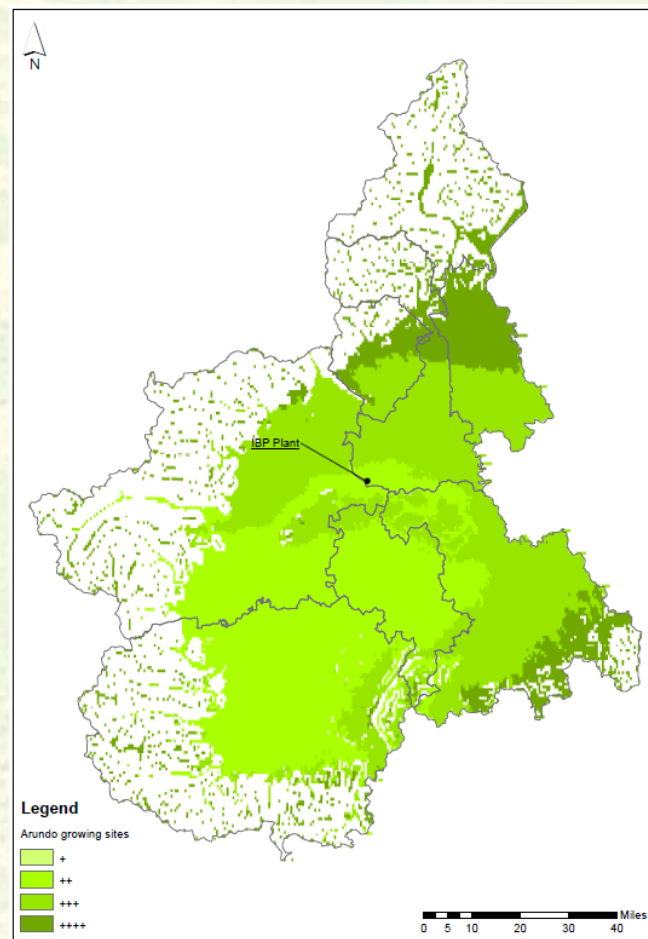 N
IBP Plant
Legend
Arundo growing sites
+
++
+++
++++
Miles
0 5 10 20 30 40